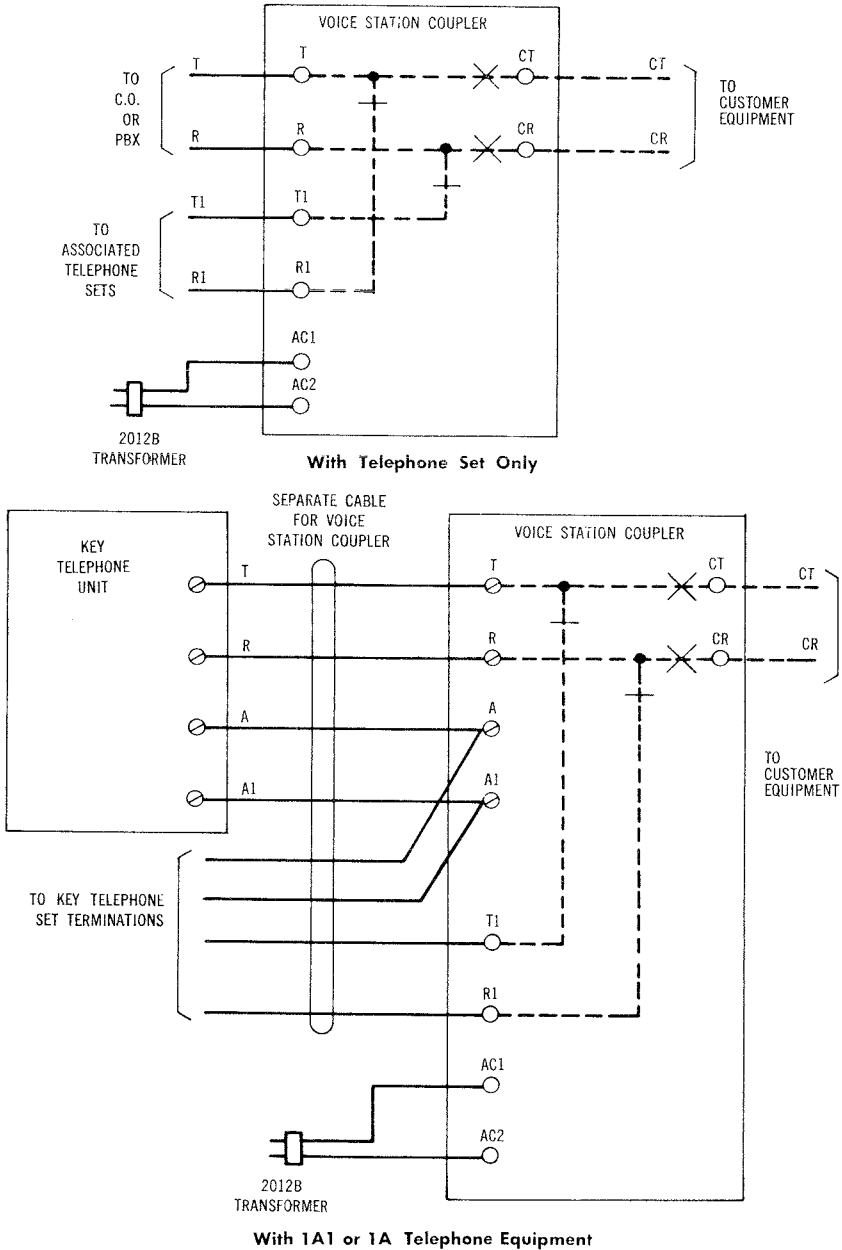 VOICE STATION COUPLER
TO
C.O.
OR
PBX
T
T
CT
CT
R
R
CR
CR
TO
CUSTOMER
EQUIPMENT
TO
ASSOCIATED
TELEPHONE
SETS
T1
T1
R1
R1
AC1
AC2
2012B
TRANSFORMER
With Telephone Set Only
SEPARATE CABLE
FOR VOICE
STATION COUPLER
KEY
TELEPHONE
UNIT
VOICE STATION COUPLER
T
T
CT
CT
R
R
CR
CR
A
A
A1
A1
TO
CUSTOMER
EQUIPMENT
TO KEY TELEPHONE
SET TERMINATIONS
T1
R1
AC1
AC2
2012B
TRANSFORMER
With 1A1 or 1A Telephone Equipment